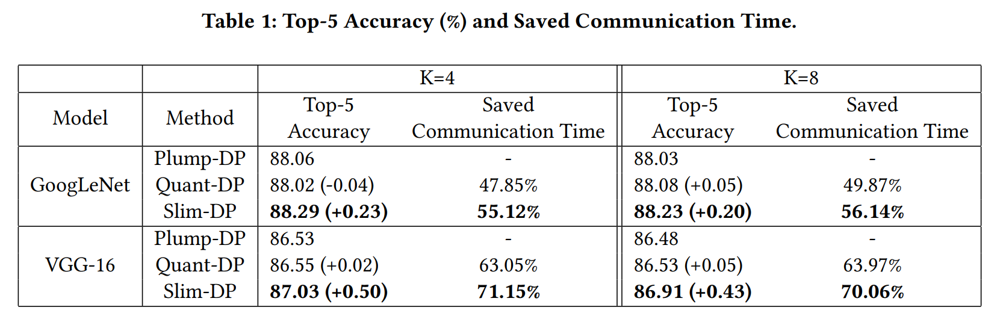 Table 1: Top-5 Accuracy (%) and Saved Communication Time.
K=4 K=8
Model Method Top-5 Accuracy Saved Communication Time Top-5 Accuracy Saved Communication Time
GoogLeNet
Plump-DP 88.06 - 88.03 -
Quant-DP 88.02 (-0.04) 47.85% 88.08 (+0.05) 49.87%
Slim-DP 88.29 (+0.23) 55.12% 88.23 (+0.20) 56.14%
VGG-16
Plump-DP 86.53 - 86.48 -
Quant-DP 86.55 (+0.02) 63.05% 86.53 (+0.05) 63.97%
Slim-DP 87.03 (+0.50) 71.15% 86.91 (+0.43) 70.06%